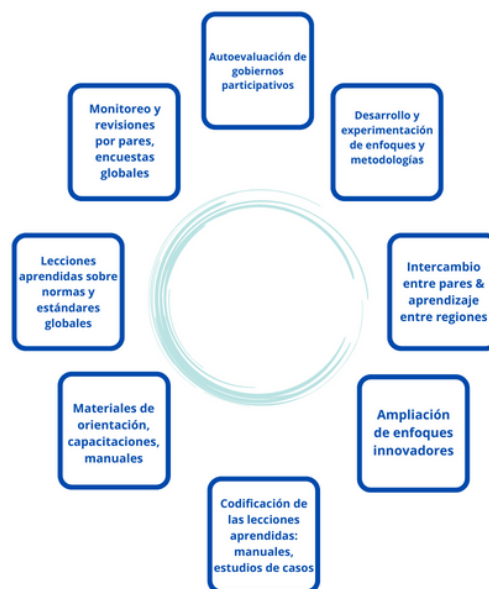 Autoevaluación de
gobiernos
participativos
Desarrollo y
experimentación
de enfoques y
metodologías
Intercambio
entre pares &
aprendizaje
entre regiones
Ampliación
de enfoques
innovadores
Codificación de
las lecciones
aprendidas:
manuales,
estudios de casos
Materiales de
orientación,
capacitaciones,
manuales
Lecciones
aprendidas sobre
normas y
estándares
globales
Monitoreo y
revisiones
por pares,
encuestas
globales